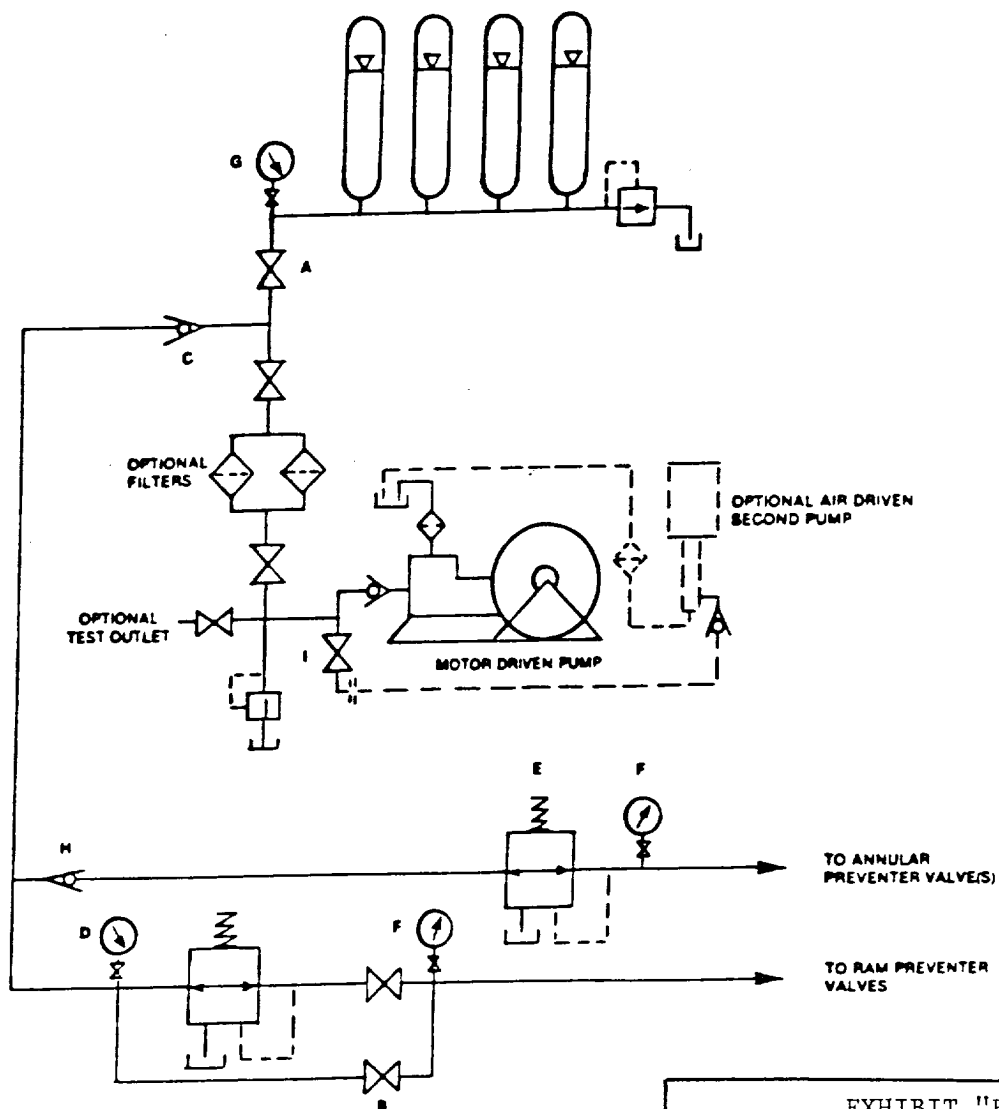 G
A
C
OPTIONAL
FILTERS
OPTIONAL AIR DRIVEN
SECOND PUMP
OPTIONAL
TEST OUTLET
I
MOTOR DRIVEN PUMP
E
F
H
TO ANNULAR
PREVENTER VALVE(S)
D
F
TO RAM PREVENTER
VALVES
EXHIBIT